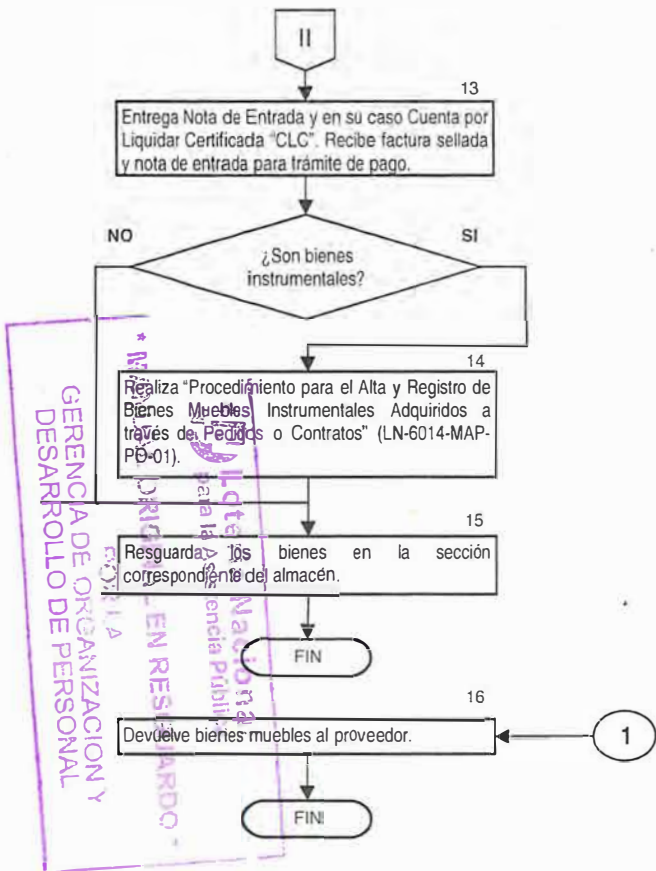 II
13
Entrega Nota de Entrada y en su caso Cuenta por
Liquidar Certificada "CLC". Recibe factura sellada
y nota de entrada para trámite de pago.
NO
SI
¿Son bienes
instrumentales?
14
Realiza "Procedimiento para el Alta y Registro de
Bienes Muebles Instrumentales Adquiridos a
través de Pedidos o Contratos" (LN-6014-MAP-
PD-01).
15
Resguarda los bienes en la sección
correspondiente del almacén.
FIN
16
Devuelve bienes muebles al proveedor.
1
FIN
Lotería Nacional
para la Asistencia Pública
ORIGINAL EN RESGUARDO
POR LA
GERENCIA DE ORGANIZACION Y
DESARROLLO DE PERSONAL